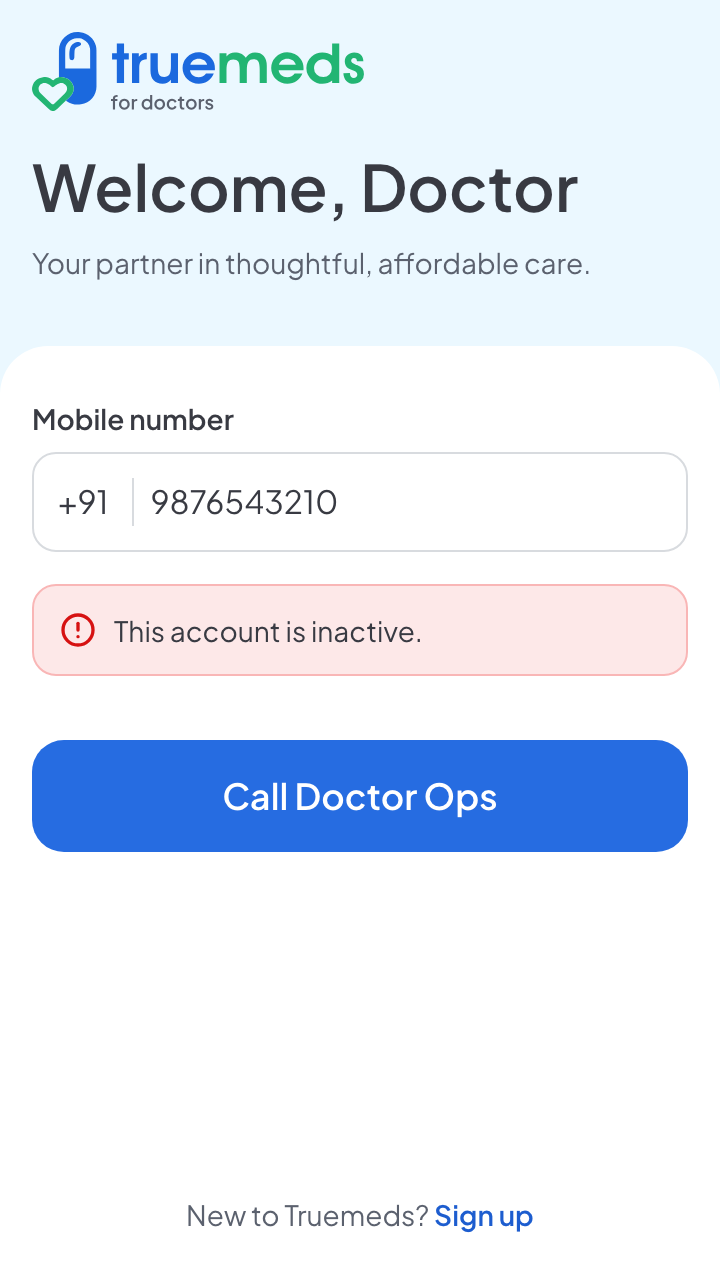 truemeds
for doctors
Welcome, Doctor
Your partner in thoughtful, affordable care.
Mobile number
+91 9876543210
This account is inactive.
Call Doctor Ops
New to Truemeds? Sign up